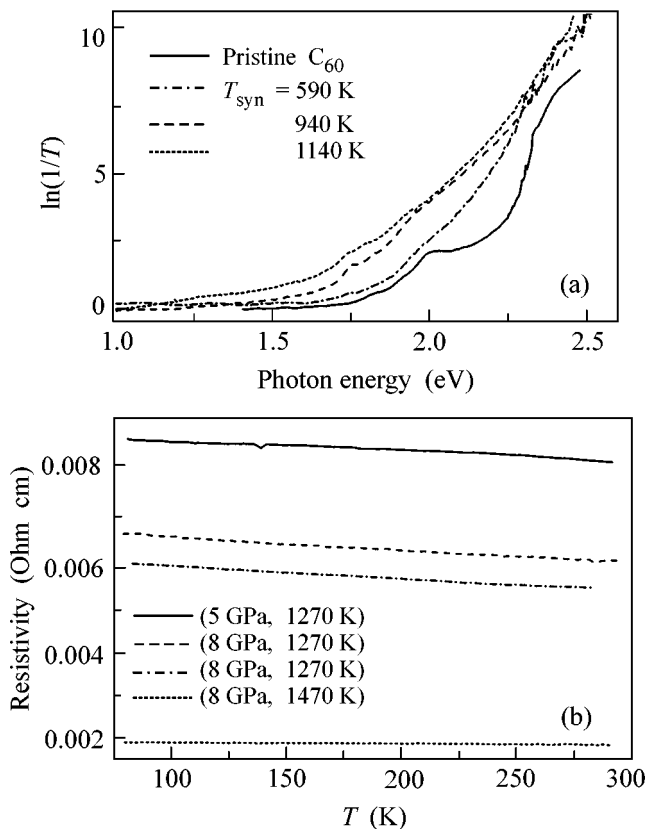 10
Pristine C60
Tsyn = 590 K
940 K
1140 K
ln(1/T)
5
0
(a)
1.0
1.5
2.0
2.5
Photon energy (eV)
Resistivity (Ohm cm)
0.008
0.006
0.004
0.002
(5 GPa, 1270 K)
(8 GPa, 1270 K)
(8 GPa, 1270 K)
(8 GPa, 1470 K)
(b)
100
150
200
250
300
T (K)